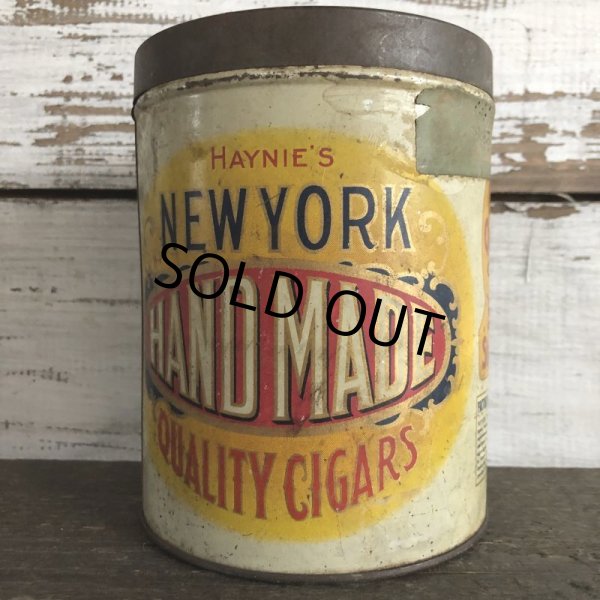 HAYNIE'S
NEW YORK
HAND MADE
QUALITY CIGARS
SOLD OUT